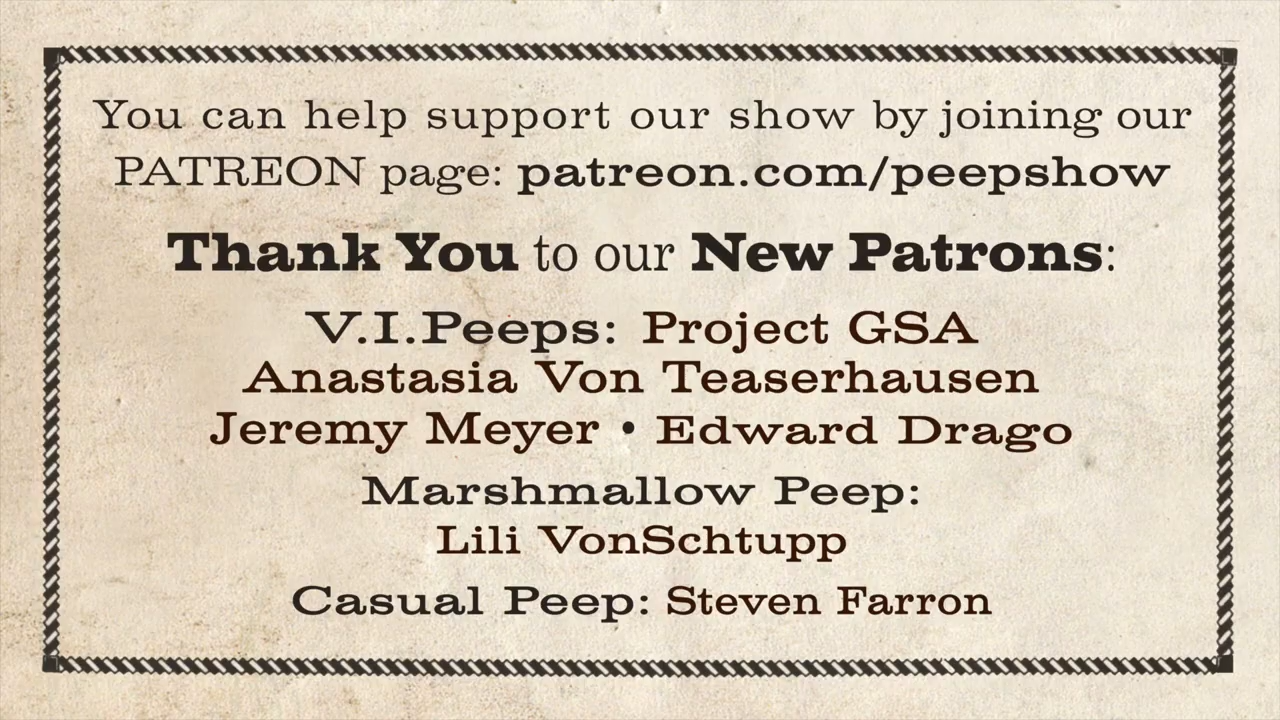 You can help support our show by joining our
PATREON page: patreon.com/peepshow
Thank You to our New Patrons:
V.I.Peeps: Project GSA
Anastasia Von Teaserhausen
Jeremy Meyer • Edward Drago
Marshmallow Peep:
Lili VonSchtupp
Casual Peep: Steven Farron